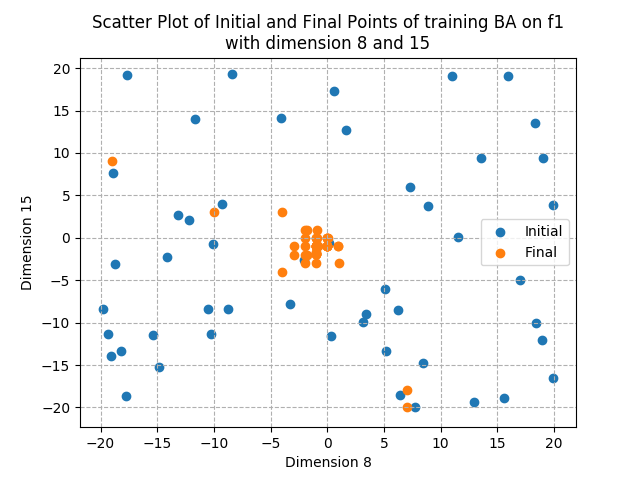 Scatter Plot of Initial and Final Points of training BA on f1
with dimension 8 and 15
20
15
10
5
0
−5
−10
−15
−20
Dimension 15
Initial
Final
−20 −15 −10 −5 0 5 10 15 20
Dimension 8